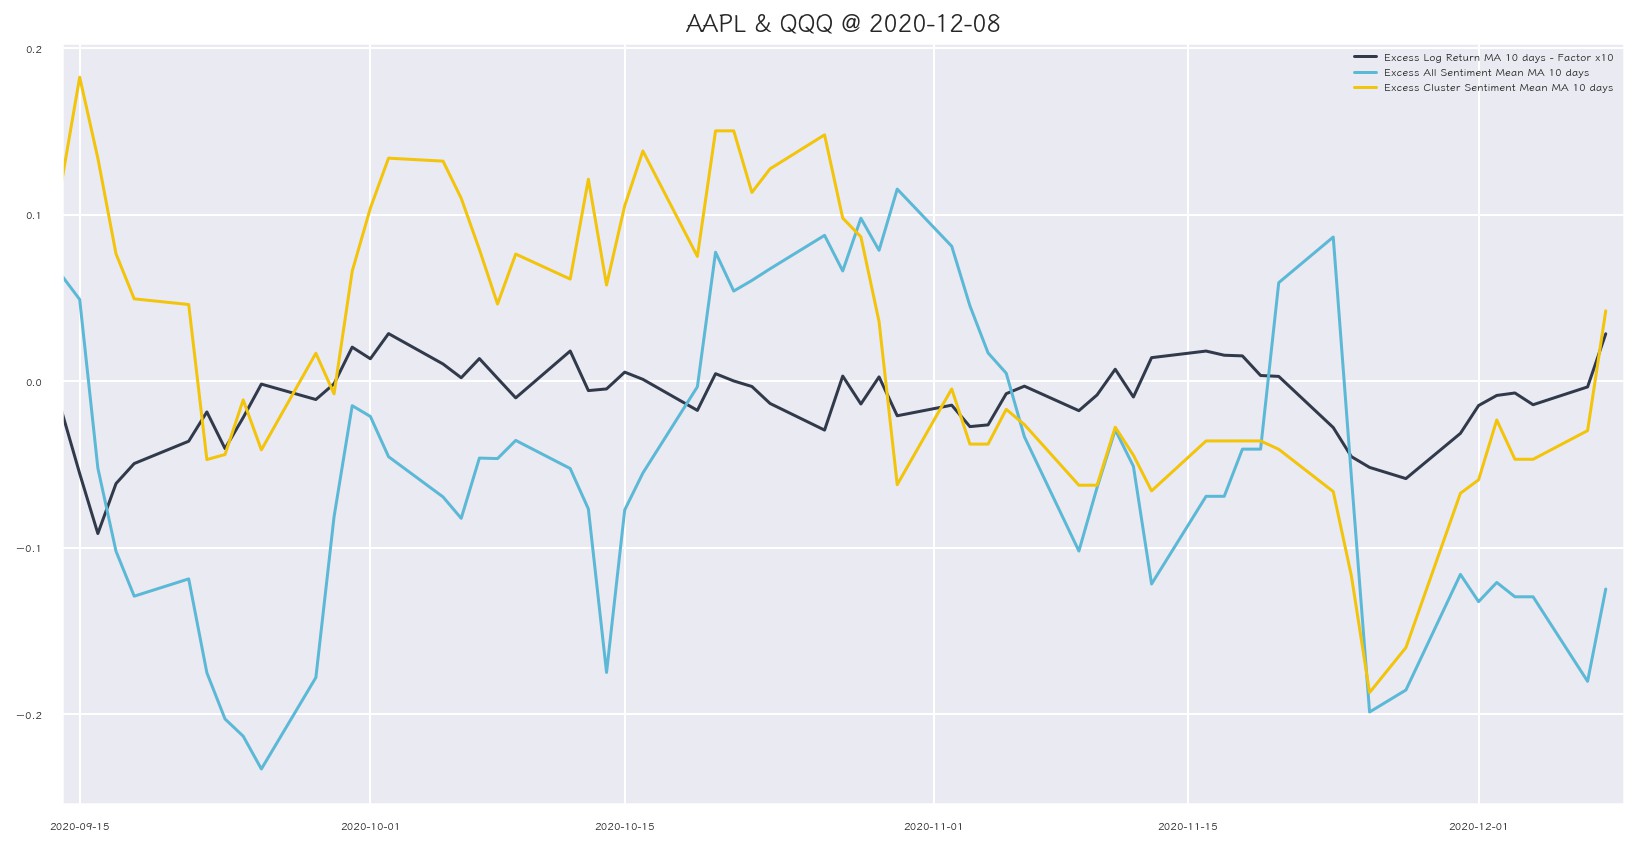 AAPL & QQQ @ 2020-12-08
Excess Log Return MA 10 days - Factor x10
Excess All Sentiment Mean MA 10 days
Excess Cluster Sentiment Mean MA 10 days
0.2
0.1
0.0
−0.1
−0.2
2020-09-15 2020-10-01 2020-10-15 2020-11-01 2020-11-15 2020-12-01